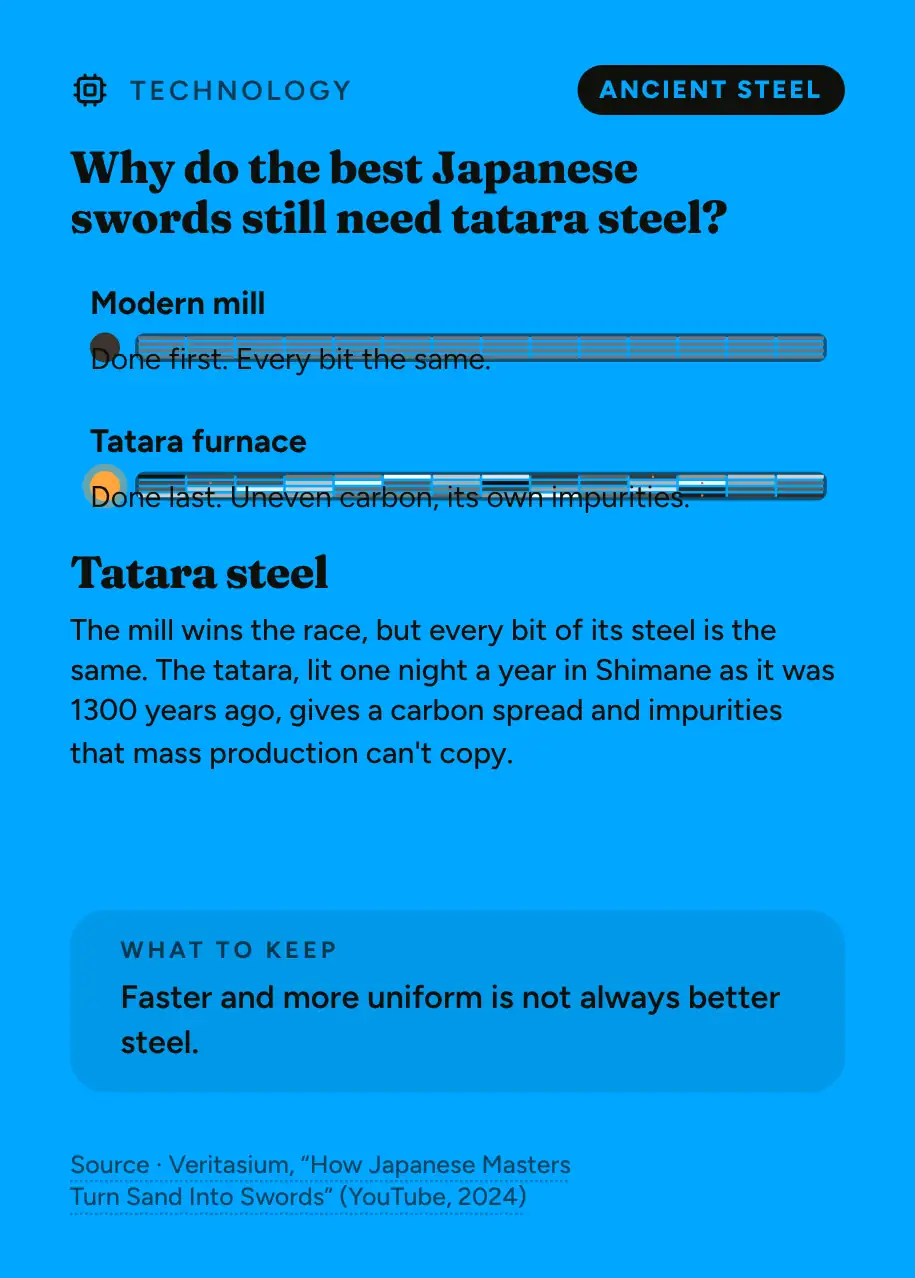 TECHNOLOGY
ANCIENT STEEL
Why do the best Japanese
swords still need tatara steel?
Modern mill
Done first. Every bit the same.
Tatara furnace
Done last. Uneven carbon, its own impurities.
Tatara steel
The mill wins the race, but every bit of its steel is the
same. The tatara, lit one night a year in Shimane as it was
1300 years ago, gives a carbon spread and impurities
that mass production can't copy.
WHAT TO KEEP
Faster and more uniform is not always better
steel.
Source · Veritasium, “How Japanese Masters
Turn Sand Into Swords” (YouTube, 2024)